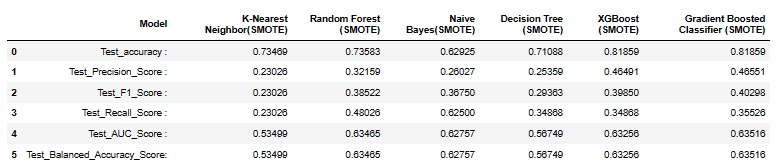 Model K-Nearest Neighbor(SMOTE) Random Forest (SMOTE) Naive Bayes(SMOTE) Decision Tree (SMOTE) XGBoost (SMOTE) Gradient Boosted Classifier (SMOTE)
0 Test_accuracy : 0.73469 0.73583 0.62925 0.71088 0.81859 0.81859
1 Test_Precision_Score : 0.23026 0.32159 0.26027 0.25359 0.46491 0.46551
2 Test_F1_Score : 0.23026 0.38522 0.36750 0.29363 0.39850 0.40298
3 Test_Recall_Score : 0.23026 0.48026 0.62500 0.34868 0.34868 0.35526
4 Test_AUC_Score : 0.53499 0.63465 0.62757 0.56749 0.63256 0.63516
5 Test_Balanced_Accuracy_Score: 0.53499 0.63465 0.62757 0.56749 0.63256 0.63516